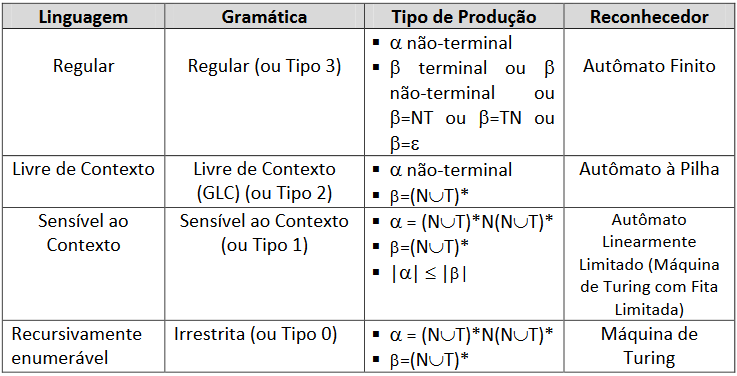 Linguagem Gramática Tipo de Produção Reconhecedor
Regular Regular (ou Tipo 3) ▪ α não-terminal
▪ β terminal ou β
não-terminal ou
β=NT ou β=TN ou
β=ε
Autômato Finito
Livre de Contexto Livre de Contexto
(GLC) (ou Tipo 2)
▪ α não-terminal
▪ β=(N∪T)*
Autômato à Pilha
Sensível ao
Contexto
Sensível ao Contexto
(ou Tipo 1)
▪ α = (N∪T)*N(N∪T)*
▪ β=(N∪T)*
▪ |α| ≤ |β|
Autômato
Linearmente
Limitado (Máquina
de Turing com Fita
Limitada)
Recursivamente
enumerável
Irrestrita (ou Tipo 0)
▪ α = (N∪T)*N(N∪T)*
▪ β=(N∪T)*
Máquina de
Turing